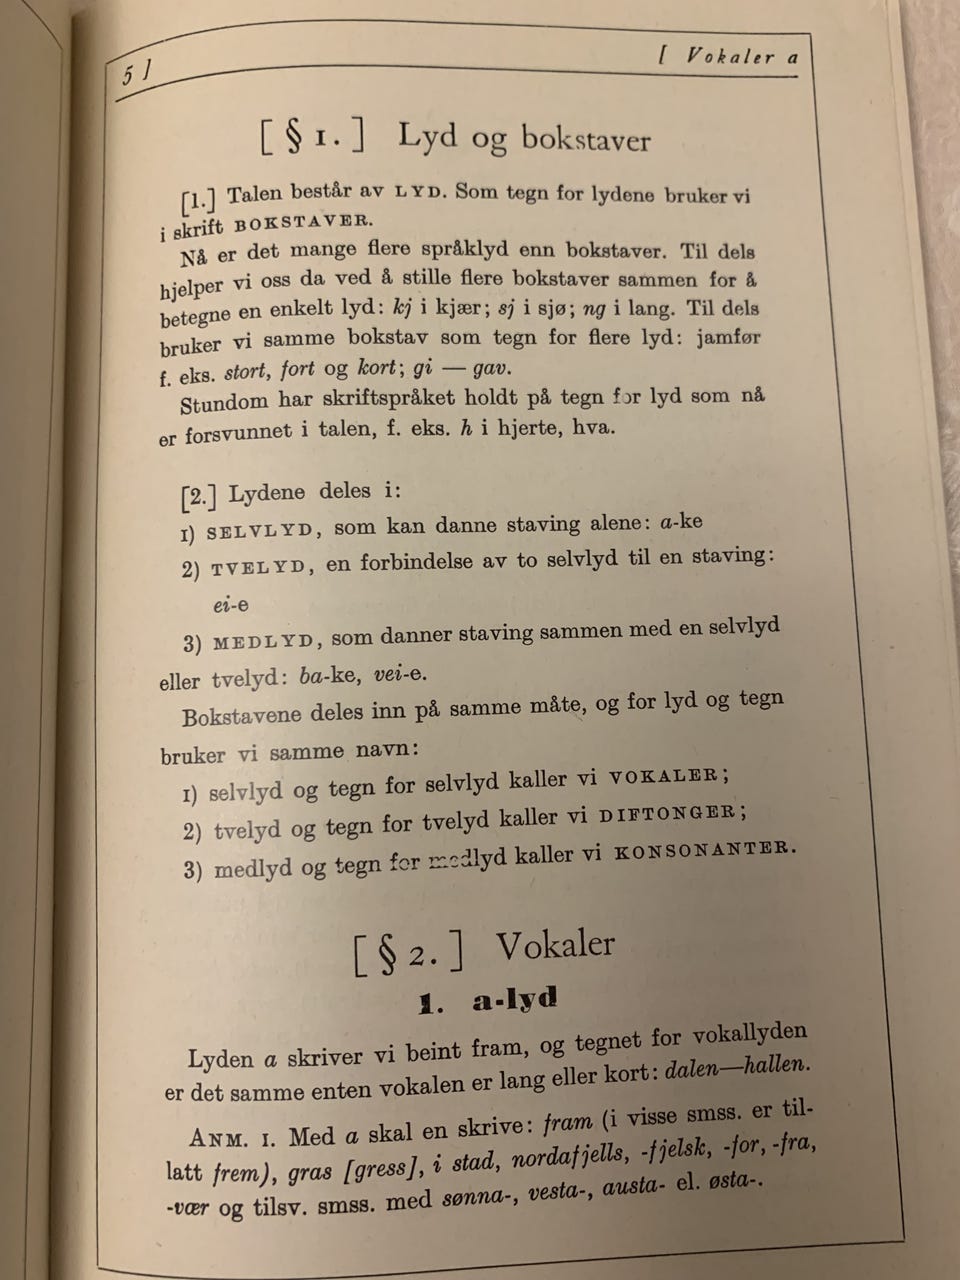 5 ]
[ Vokaler a
[ § 1. ] Lyd og bokstaver
[1.] Talen består av LYD. Som tegn for lydene bruker vi
i skrift BOKSTAVER.
Nå er det mange flere språklyd enn bokstaver. Til dels
hjelper vi oss da ved å stille flere bokstaver sammen for å
betegne en enkelt lyd: kj i kjær; sj i sjø; ng i lang. Til dels
bruker vi samme bokstav som tegn for flere lyd: jamfør
f. eks. stort, fort og kort; gi — gav.
Stundom har skriftspråket holdt på tegn for lyd som nå
er forsvunnet i talen, f. eks. h i hjerte, hva.
[2.] Lydene deles i:
1) SELVLYD, som kan danne staving alene: a-ke
2) TVELYD, en forbindelse av to selvlyd til en staving:
ei-e
3) MEDLYD, som danner staving sammen med en selvlyd
eller tvelyd: ba-ke, vei-e.
Bokstavene deles inn på samme måte, og for lyd og tegn
bruker vi samme navn:
1) selvlyd og tegn for selvlyd kaller vi VOKALER;
2) tvelyd og tegn for tvelyd kaller vi DIFTONGER;
3) medlyd og tegn for medlyd kaller vi KONSONANTER.
[ § 2. ] Vokaler
1. a-lyd
Lyden a skriver vi beint fram, og tegnet for vokallyden
er det samme enten vokalen er lang eller kort: dalen—hallen.
ANM. 1. Med a skal en skrive: fram (i visse smss. er til-
latt frem), gras [gress], i stad, nordafjells, -fjelsk, -for, -fra,
-vær og tilsv. smss. med sønna-, vesta-, austa- el. østa-.